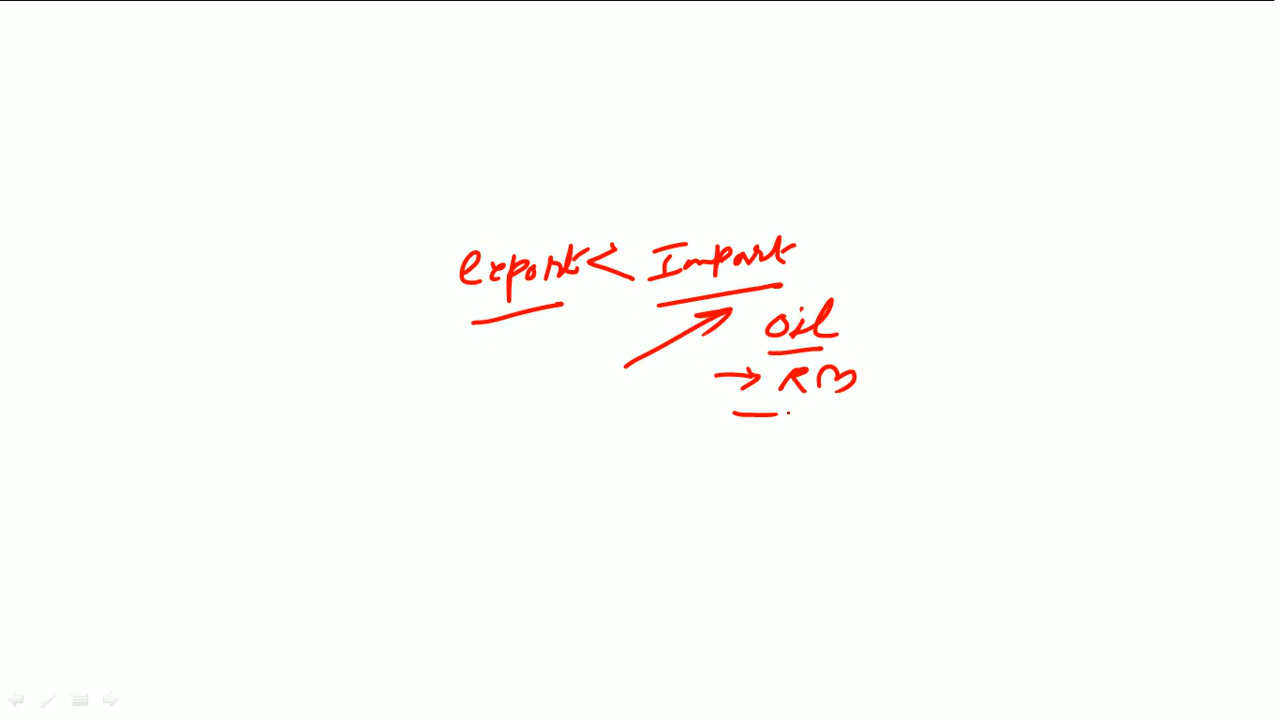 export < Import
oil
→ RM